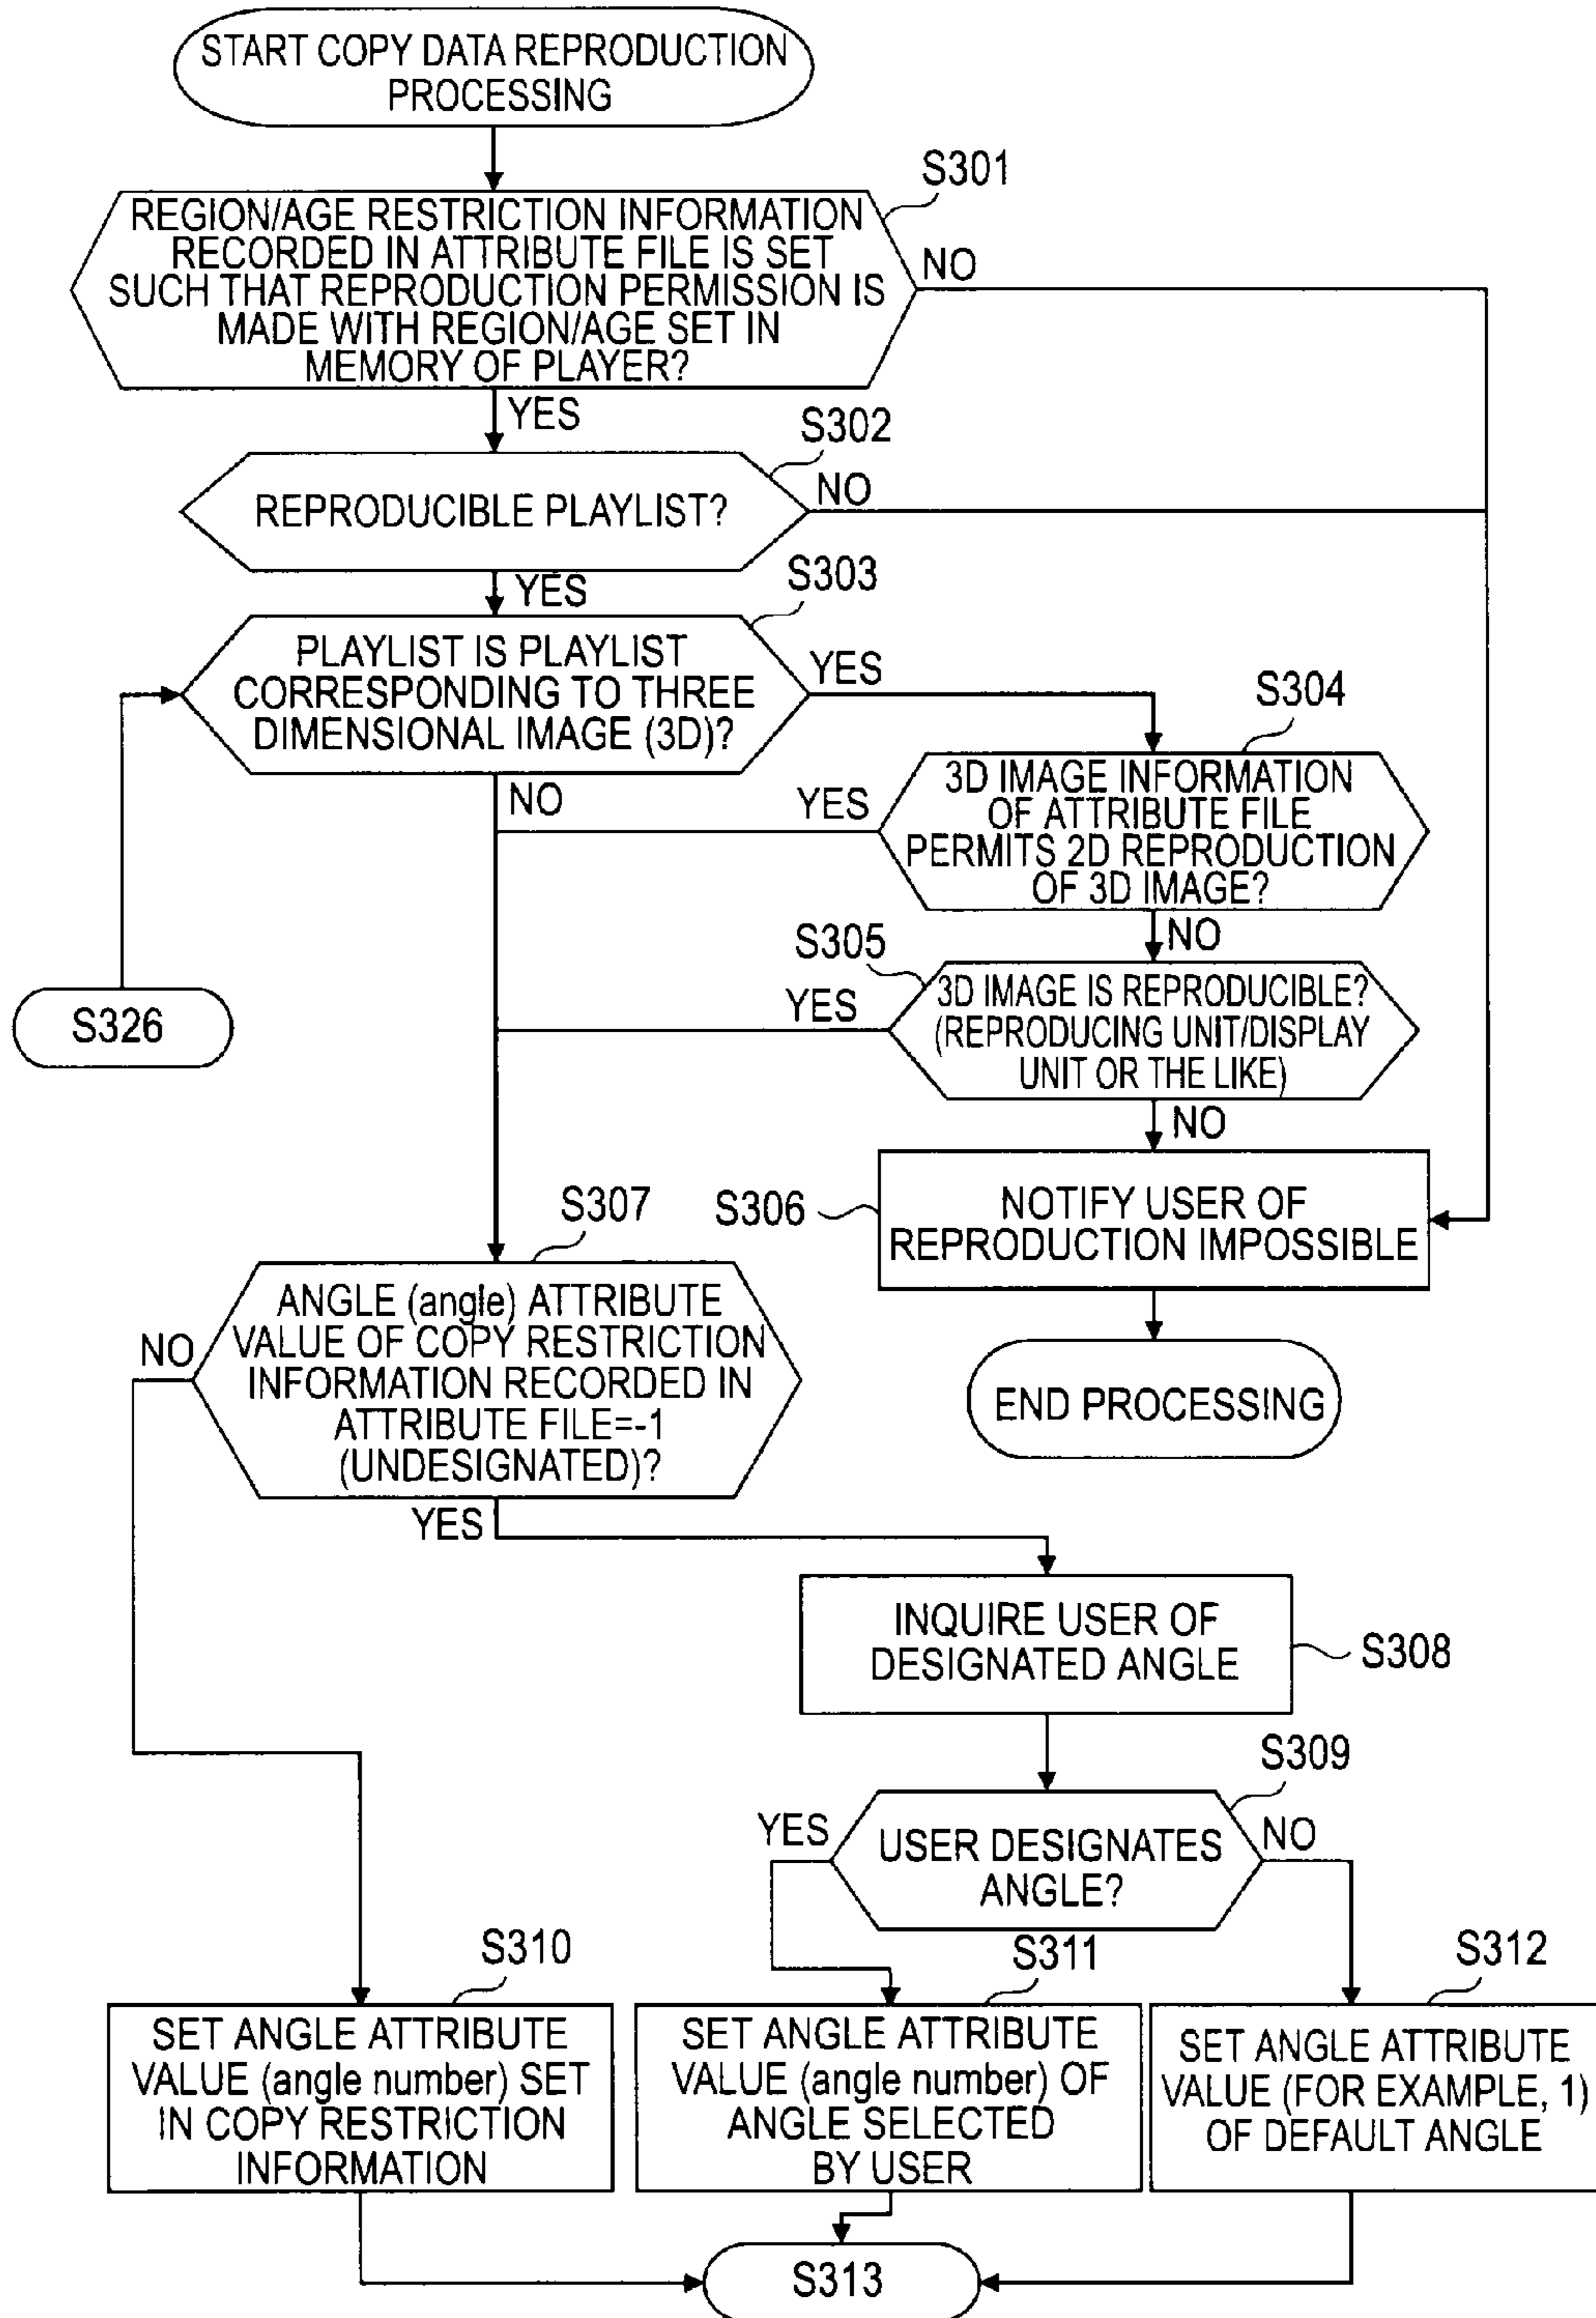 START COPY DATA REPRODUCTION
PROCESSING
S301
REGION/AGE RESTRICTION INFORMATION
RECORDED IN ATTRIBUTE FILE IS SET
SUCH THAT REPRODUCTION PERMISSION IS
MADE WITH REGION/AGE SET IN
MEMORY OF PLAYER?
NO
YES
S302
REPRODUCIBLE PLAYLIST?
NO
YES
S303
PLAYLIST IS PLAYLIST
CORRESPONDING TO THREE
DIMENSIONAL IMAGE (3D)?
YES
NO
S304
3D IMAGE INFORMATION
OF ATTRIBUTE FILE
PERMITS 2D REPRODUCTION
OF 3D IMAGE?
YES
NO
S305
3D IMAGE IS REPRODUCIBLE?
(REPRODUCING UNIT/DISPLAY
UNIT OR THE LIKE)
YES
NO
S326
S306
NOTIFY USER OF
REPRODUCTION IMPOSSIBLE
END PROCESSING
S307
ANGLE (angle) ATTRIBUTE
VALUE OF COPY RESTRICTION
INFORMATION RECORDED IN
ATTRIBUTE FILE=-1
(UNDESIGNATED)?
NO
YES
INQUIRE USER OF
DESIGNATED ANGLE
S308
S309
USER DESIGNATES
ANGLE?
YES
NO
S310
SET ANGLE ATTRIBUTE
VALUE (angle number) SET
IN COPY RESTRICTION
INFORMATION
S311
SET ANGLE ATTRIBUTE
VALUE (angle number) OF
ANGLE SELECTED
BY USER
S312
SET ANGLE ATTRIBUTE
VALUE (FOR EXAMPLE, 1)
OF DEFAULT ANGLE
S313